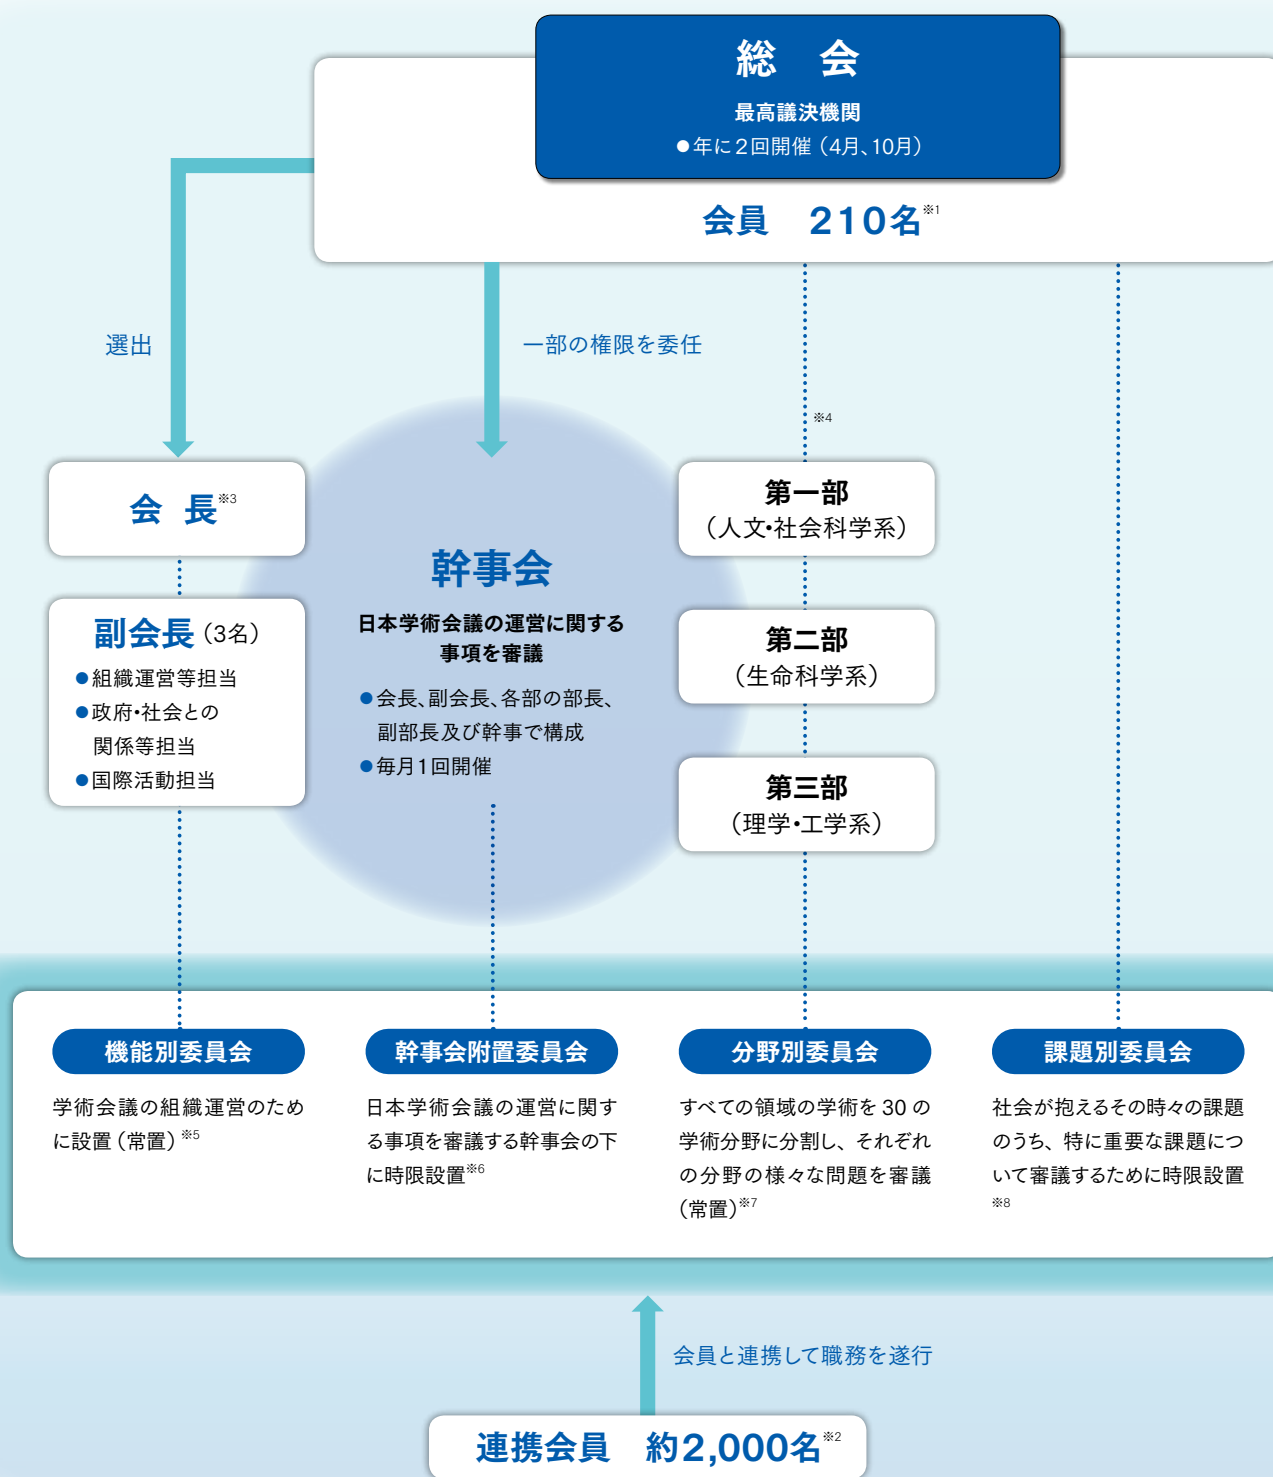 総 会
最高議決機関
●年に2回開催(4月、10月)
会員 210名※1
選出
一部の権限を委任
※4
会 長※3
副会長(3名)
●組織運営等担当
●政府・社会との
関係等担当
●国際活動担当
幹事会
日本学術会議の運営に関する
事項を審議
●会長、副会長、各部の部長、
副部長及び幹事で構成
●毎月1回開催
第一部
(人文・社会科学系)
第二部
(生命科学系)
第三部
(理学・工学系)
機能別委員会
学術会議の組織運営のため
に設置(常置)※5
幹事会附置委員会
日本学術会議の運営に関す
る事項を審議する幹事会の下
に時限設置※6
分野別委員会
すべての領域の学術を 30 の
学術分野に分割し、それぞれ
の分野の様々な問題を審議
(常置)※7
課題別委員会
社会が抱えるその時々の課題
のうち、特に重要な課題につ
いて審議するために時限設置
※8
会員と連携して職務を遂行
連携会員 約2,000名※2